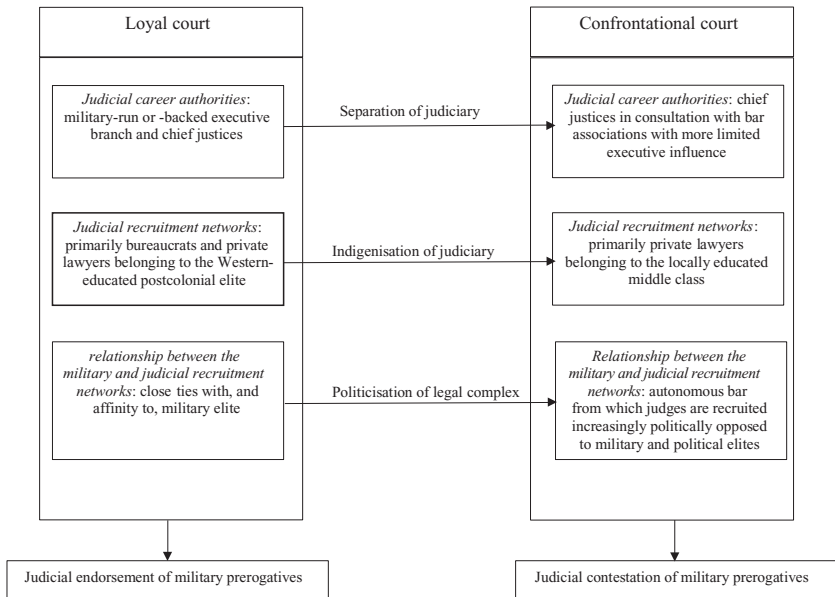 Loyal court
Judicial career authorities:
military-run or -backed executive
branch and chief justices
Judicial recruitment networks:
primarily bureaucrats and private
lawyers belonging to the Western-
educated postcolonial elite
relationship between the
military and judicial recruitment
networks: close ties with, and
affinity to, military elite
Judicial endorsement of military prerogatives
Separation of judiciary
Indigenisation of judiciary
Politicisation of legal complex
Confrontational court
Judicial career authorities: chief
justices in consultation with bar
associations with more limited
executive influence
Judicial recruitment networks:
primarily private lawyers
belonging to the locally educated
middle class
Relationship between the
military and judicial recruitment
networks: autonomous bar
from which judges are recruited
increasingly politically opposed
to military and political elites
Judicial contestation of military prerogatives